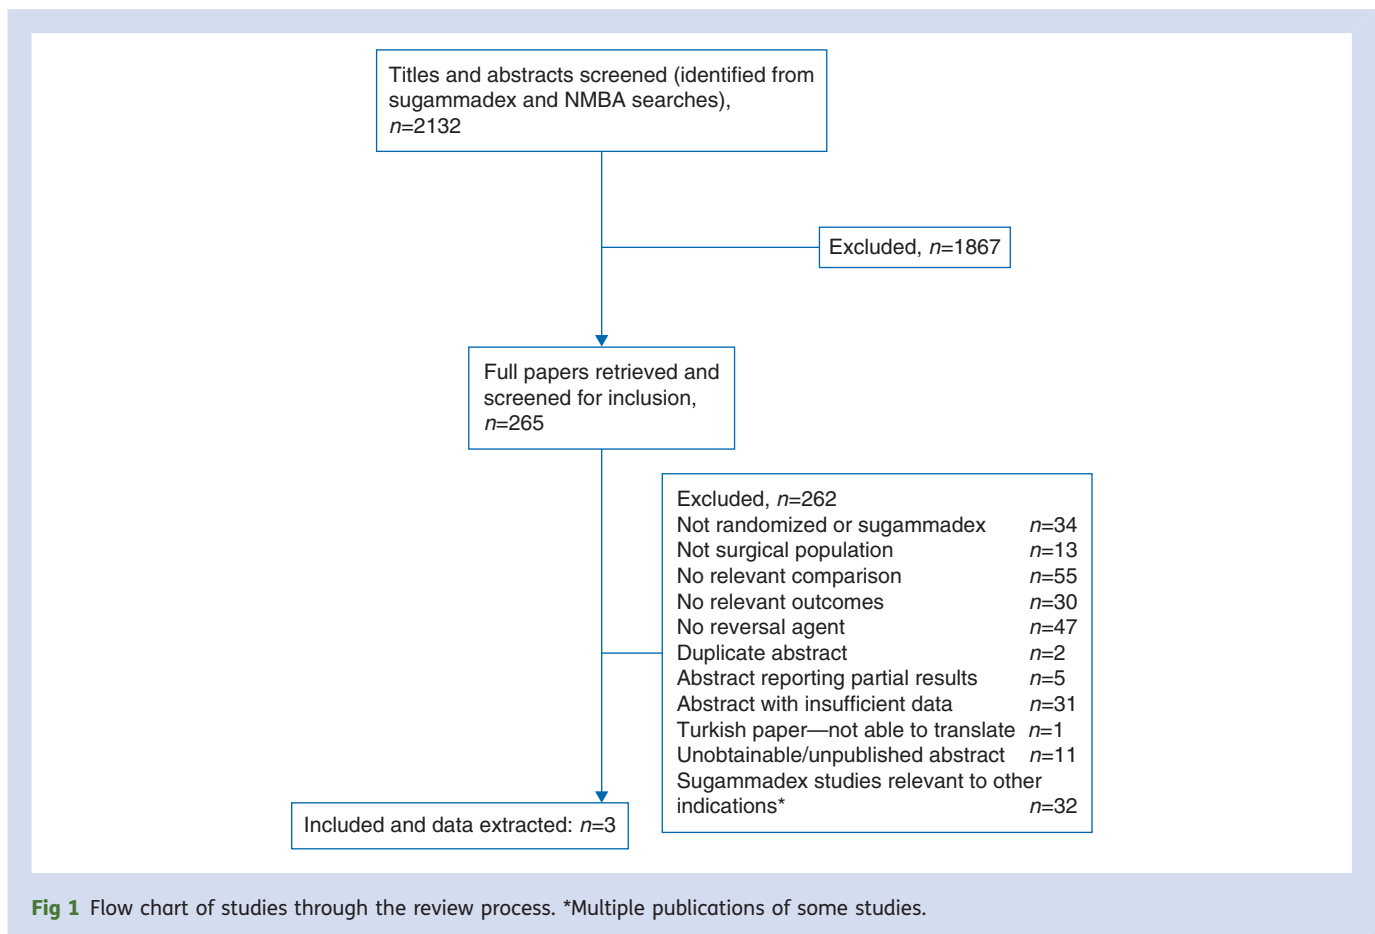 Titles and abstracts screened (identified from
sugammadex and NMBA searches),
n=2132
Excluded, n=1867
Full papers retrieved and
screened for inclusion,
n=265
Excluded, n=262
Not randomized or sugammadex n=34
Not surgical population n=13
No relevant comparison n=55
No relevant outcomes n=30
No reversal agent n=47
Duplicate abstract n=2
Abstract reporting partial results n=5
Abstract with insufficient data n=31
Turkish paper—not able to translate n=1
Unobtainable/unpublished abstract n=11
Sugammadex studies relevant to other
indications* n=32
Included and data extracted: n=3
Fig 1 Flow chart of studies through the review process. *Multiple publications of some studies.